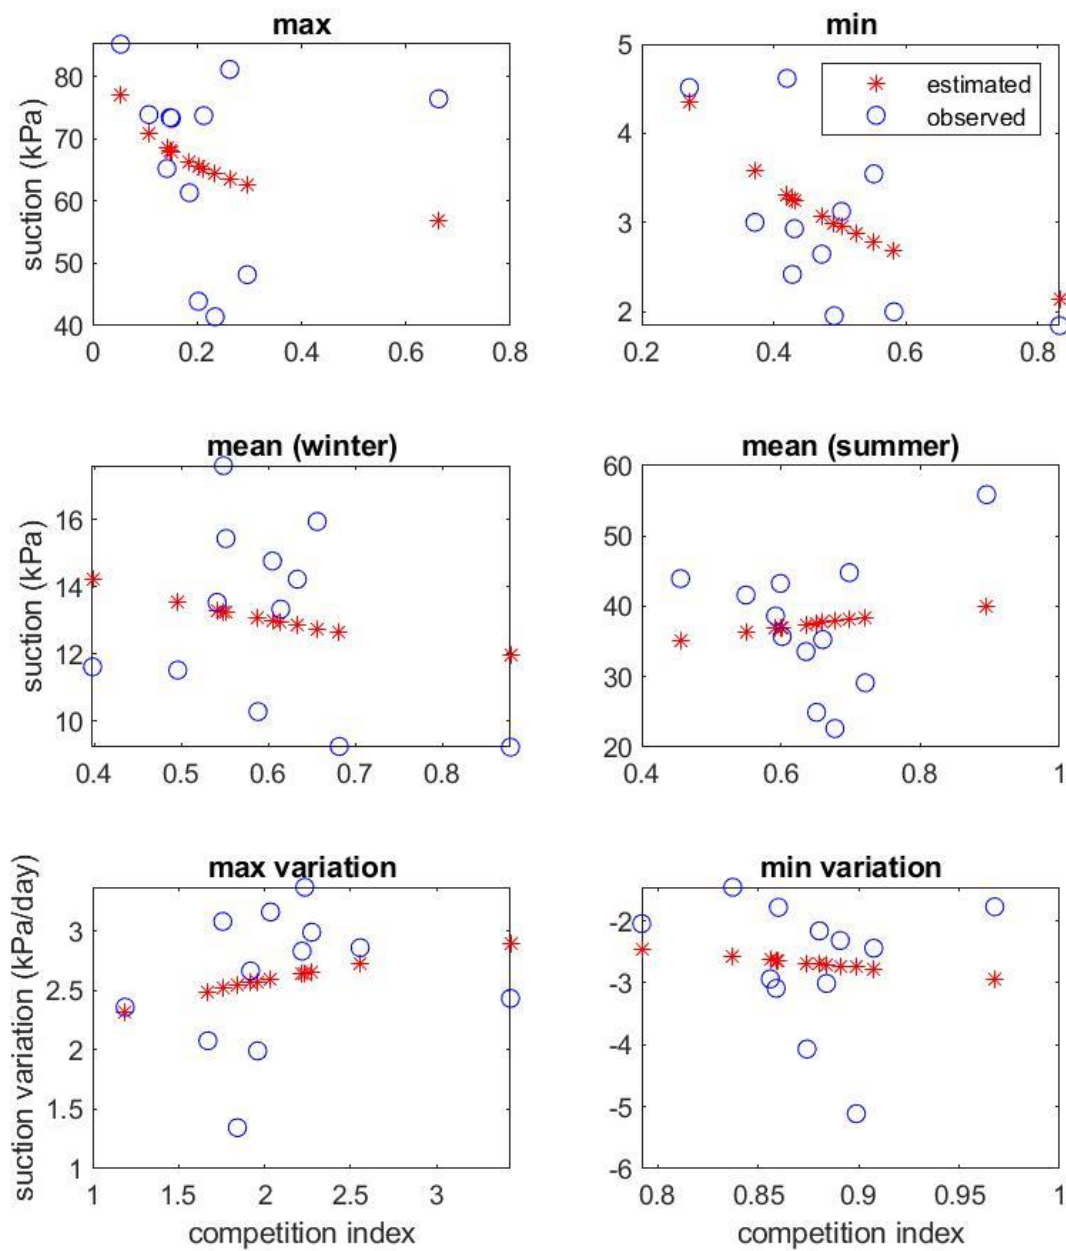 max
suction (kPa)
80
70
60
50
40
0 0.2 0.4 0.6 0.8
min
estimated
observed
5
4
3
2
0.2 0.4 0.6 0.8
mean (winter)
suction (kPa)
16
14
12
10
0.4 0.5 0.6 0.7 0.8
mean (summer)
60
50
40
30
20
0.4 0.6 0.8 1
max variation
suction variation (kPa/day)
3
2.5
2
1.5
1
1 1.5 2 2.5 3
competition index
min variation
-2
-3
-4
-5
-6
0.8 0.85 0.9 0.95 1
competition index